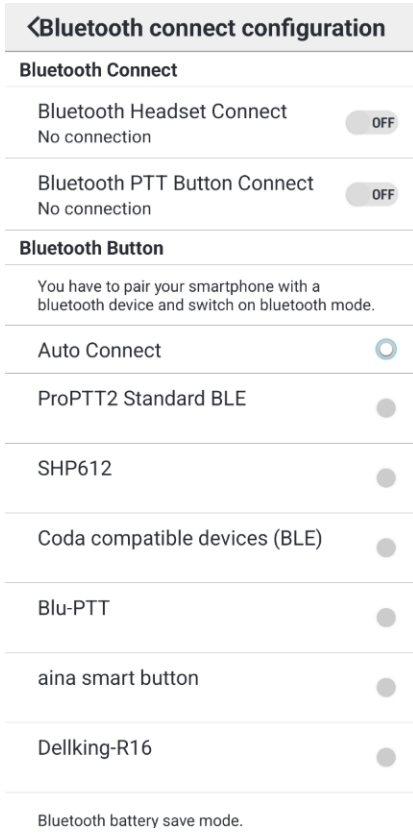 <Bluetooth connect configuration
Bluetooth Connect
Bluetooth Headset Connect
No connection
OFF
Bluetooth PTT Button Connect
No connection
OFF
Bluetooth Button
You have to pair your smartphone with a
bluetooth device and switch on bluetooth mode.
Auto Connect
ProPTT2 Standard BLE
SHP612
Coda compatible devices (BLE)
Blu-PTT
aina smart button
Dellking-R16
Bluetooth battery save mode.